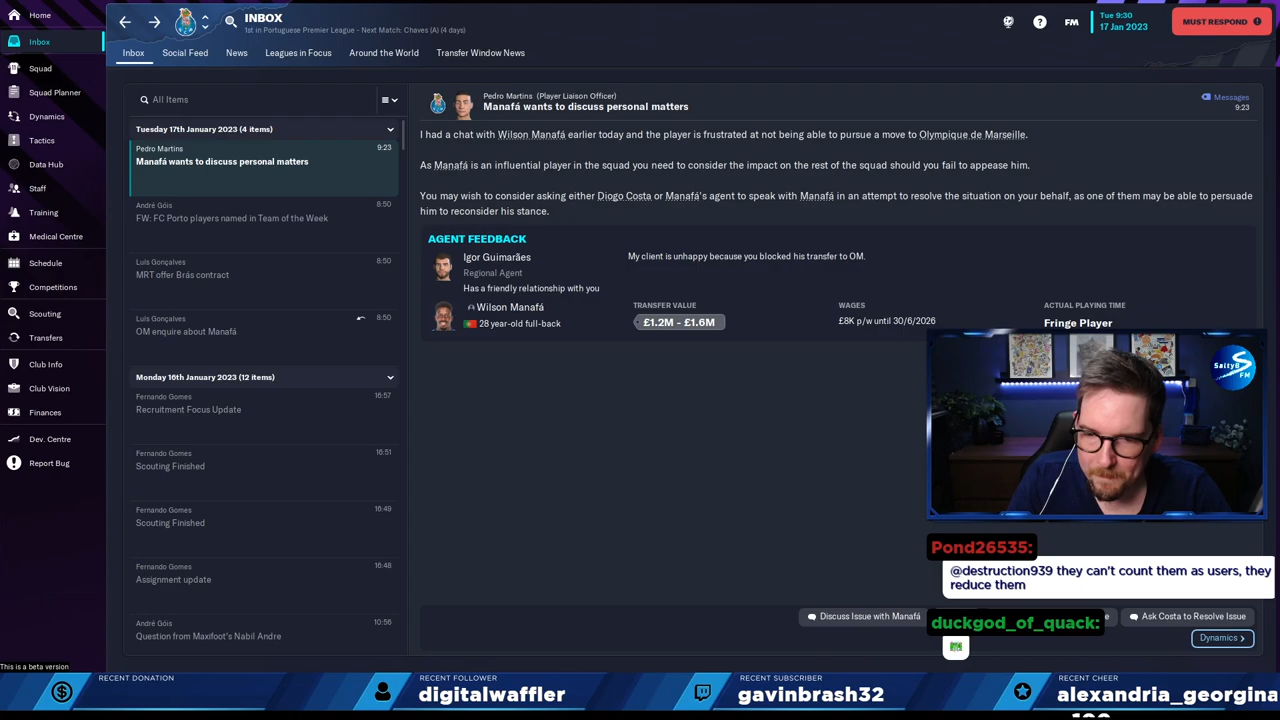 Home
Inbox
Squad
Squad Planner
Dynamics
Tactics
Data Hub
Staff
Training
Medical Centre
Schedule
Competitions
Scouting
Transfers
Club Info
Club Vision
Finances
Dev. Centre
Report Bug
This is a beta version
INBOX
1st in Portuguese Premier League - Next Match: Chaves (A) (4 days)
FM
Tue 9:30
17 Jan 2023
MUST RESPOND
Inbox
Social Feed
News
Leagues in Focus
Around the World
Transfer Window News
All Items
Tuesday 17th January 2023 (4 items)
Pedro Martins 9:23
Manafá wants to discuss personal matters
André Góis 8:50
FW: FC Porto players named in Team of the Week
Luís Gonçalves 8:50
MRT offer Brás contract
Luís Gonçalves 8:50
OM enquire about Manafá
Monday 16th January 2023 (12 items)
Fernando Gomes 16:57
Recruitment Focus Update
Fernando Gomes 16:51
Scouting Finished
Fernando Gomes 16:49
Scouting Finished
Fernando Gomes 16:48
Assignment update
André Góis 10:56
Question from Maxifoot's Nabil Andre
Pedro Martins (Player Liaison Officer)
Manafá wants to discuss personal matters
Messages
9:23
I had a chat with Wilson Manafá earlier today and the player is frustrated at not being able to pursue a move to Olympique de Marseille.
As Manafá is an influential player in the squad you need to consider the impact on the rest of the squad should you fail to appease him.
You may wish to consider asking either Diogo Costa or Manafá's agent to speak with Manafá in an attempt to resolve the situation on your behalf, as one of them may be able to persuade
him to reconsider his stance.
AGENT FEEDBACK
Igor Guimarães
Regional Agent
Has a friendly relationship with you
My client is unhappy because you blocked his transfer to OM.
Wilson Manafá
28 year-old full-back
TRANSFER VALUE
£1.2M - £1.6M
WAGES
£8K p/w until 30/6/2026
ACTUAL PLAYING TIME
Fringe Player
SaltyB
FM
Pond26535:
@destruction939 they can't count them as users, they
reduce them
Discuss Issue with Manafá
Ask Costa to Resolve Issue
duckgod_of_quack:
Dynamics
RECENT DONATION
RECENT FOLLOWER
digitalwaffler
RECENT SUBSCRIBER
gavinbrash32
RECENT CHEER
alexandria_georgina